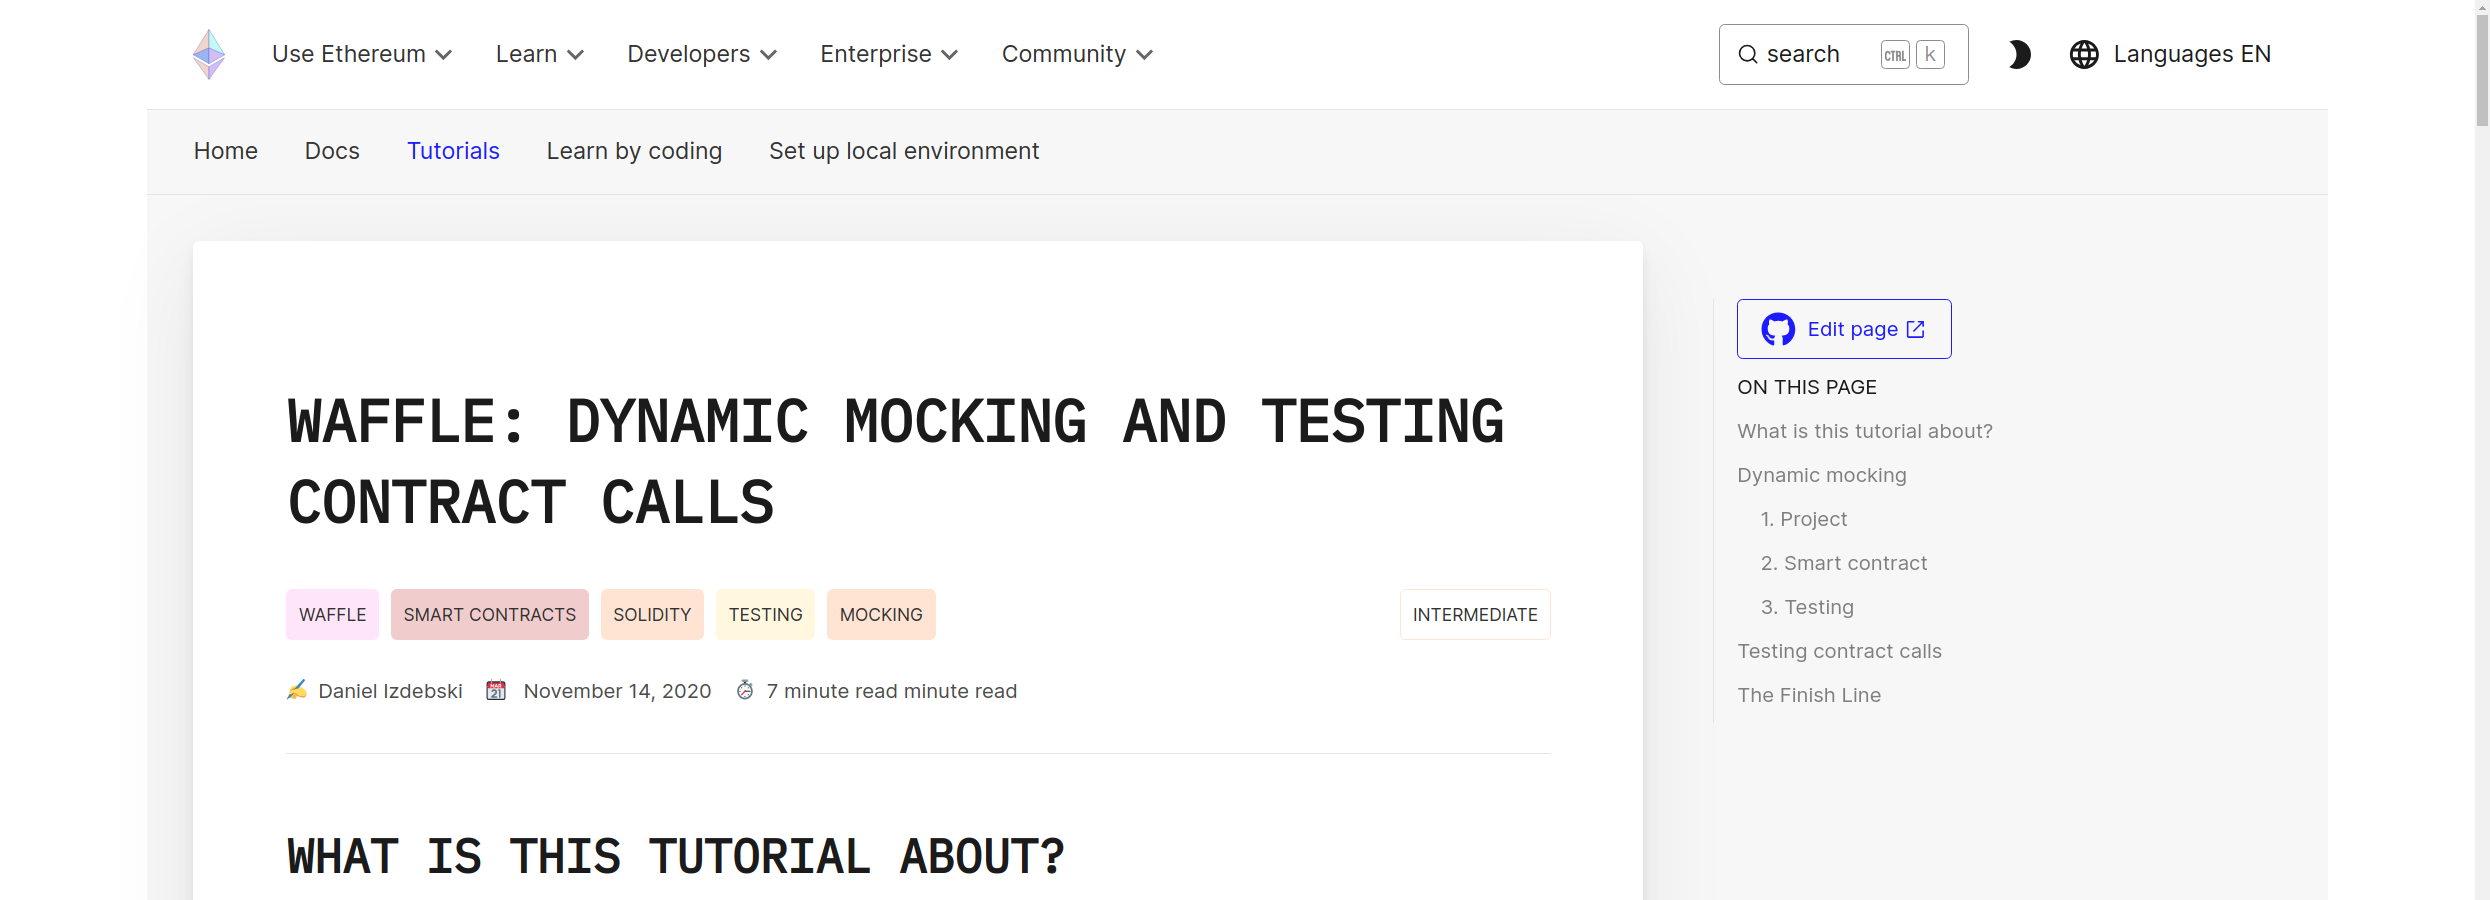 Use Ethereum Learn Developers Enterprise Community search CTRL k Languages EN
Home Docs Tutorials Learn by coding Set up local environment
WAFFLE: DYNAMIC MOCKING AND TESTING
CONTRACT CALLS
WAFFLE SMART CONTRACTS SOLIDITY TESTING MOCKING INTERMEDIATE
Daniel Izdebski November 14, 2020 7 minute read minute read
WHAT IS THIS TUTORIAL ABOUT?
Edit page
ON THIS PAGE
What is this tutorial about?
Dynamic mocking
1. Project
2. Smart contract
3. Testing
Testing contract calls
The Finish Line